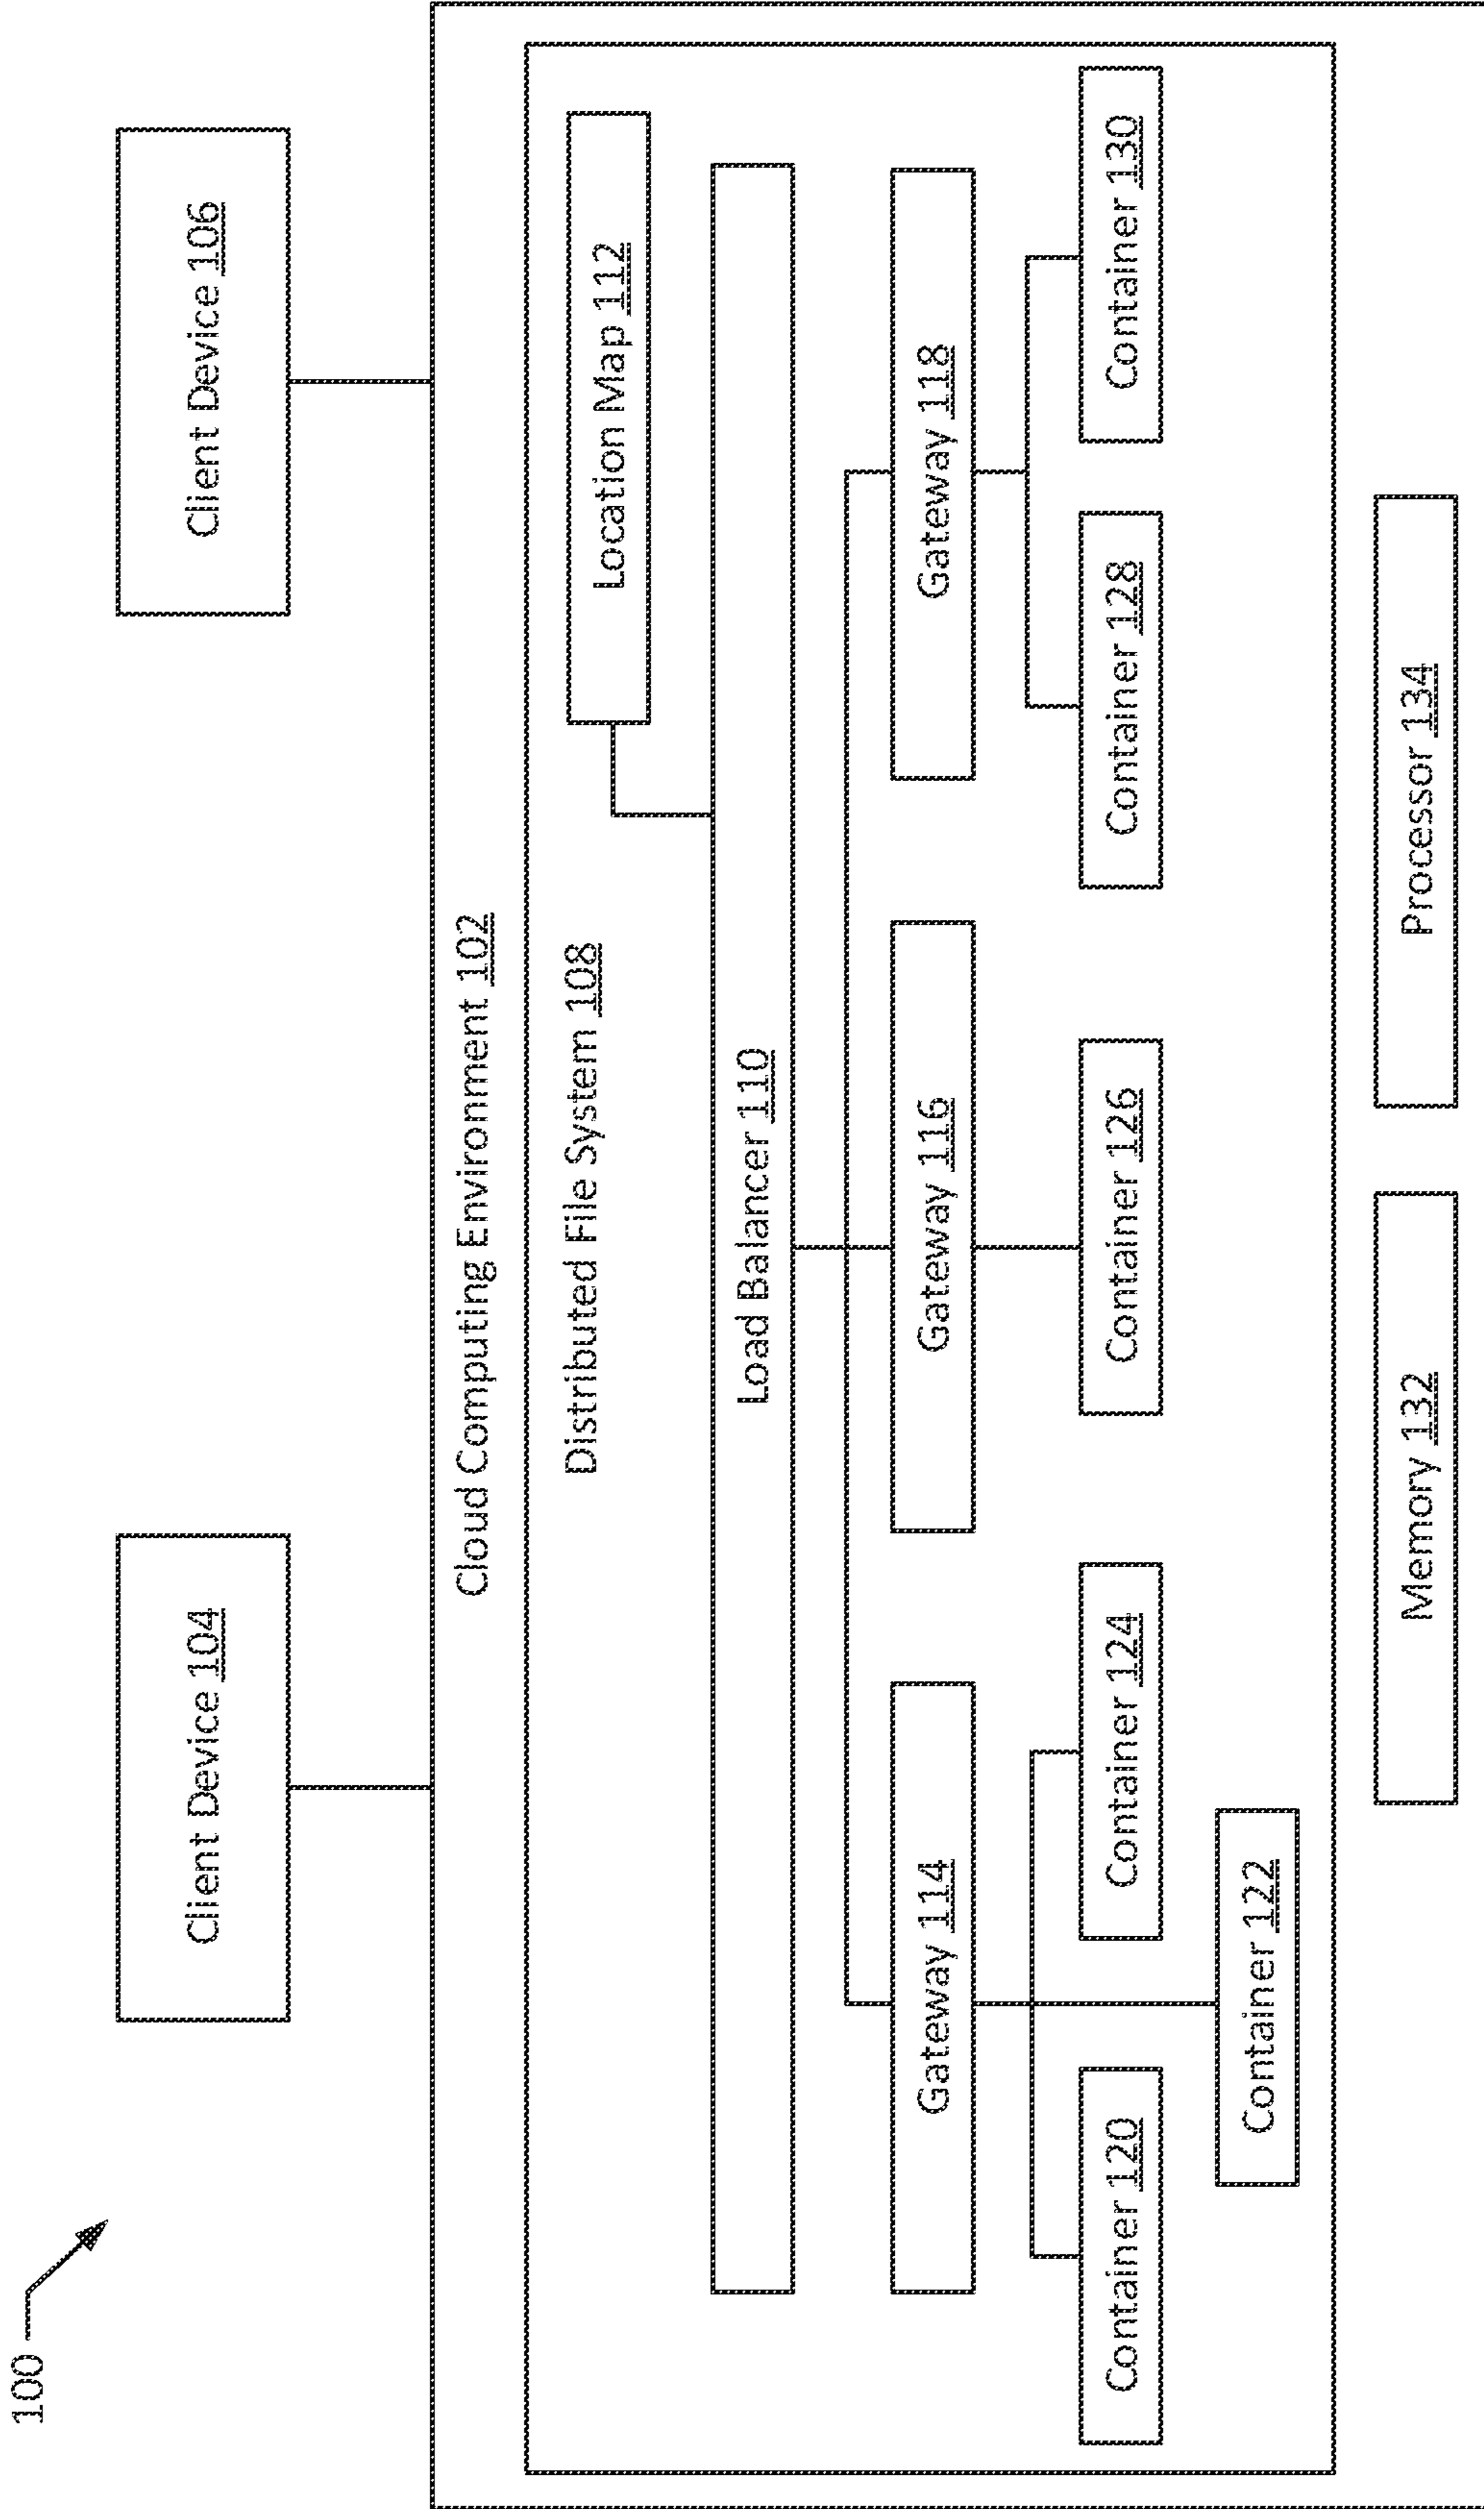 100
Client Device 104
Client Device 106
Cloud Computing Environment 102
Distributed File System 108
Location Map 112
Load Balancer 110
Gateway 114
Gateway 116
Gateway 118
Container 120
Container 124
Container 126
Container 128
Container 130
Container 122
Memory 132
Processor 134